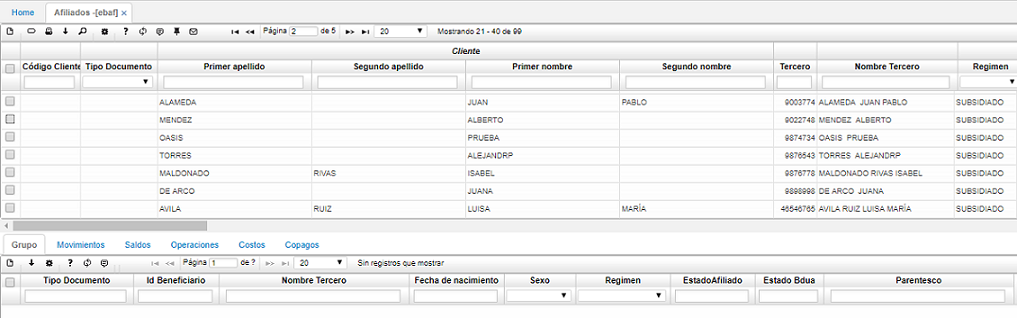 Home Afiliados -[ebaf] ×
Página 2 de 5 20 Mostrando 21 - 40 de 99
Cliente
Código Cliente Tipo Documento Primer apellido Segundo apellido Primer nombre Segundo nombre Tercero Nombre Tercero Regimen
ALAMEDA JUAN PABLO 9003774 ALAMEDA JUAN PABLO SUBSIDIADO
MENDEZ ALBERTO 9022748 MENDEZ ALBERTO SUBSIDIADO
OASIS PRUEBA 9874734 OASIS PRUEBA SUBSIDIADO
TORRES ALEJANDRP 9876543 TORRES ALEJANDRP SUBSIDIADO
MALDONADO RIVAS ISABEL 9876778 MALDONADO RIVAS ISABEL SUBSIDIADO
DE ARCO JUANA 9898998 DE ARCO JUANA SUBSIDIADO
AVILA RUIZ LUISA MARÍA 46546765 AVILA RUIZ LUISA MARÍA SUBSIDIADO
Grupo Movimientos Saldos Operaciones Costos Copagos
Página 1 de ? 20 Sin registros que mostrar
Tipo Documento Id Beneficiario Nombre Tercero Fecha de nacimiento Sexo Regimen EstadoAfiliado Estado Bdua Parentesco